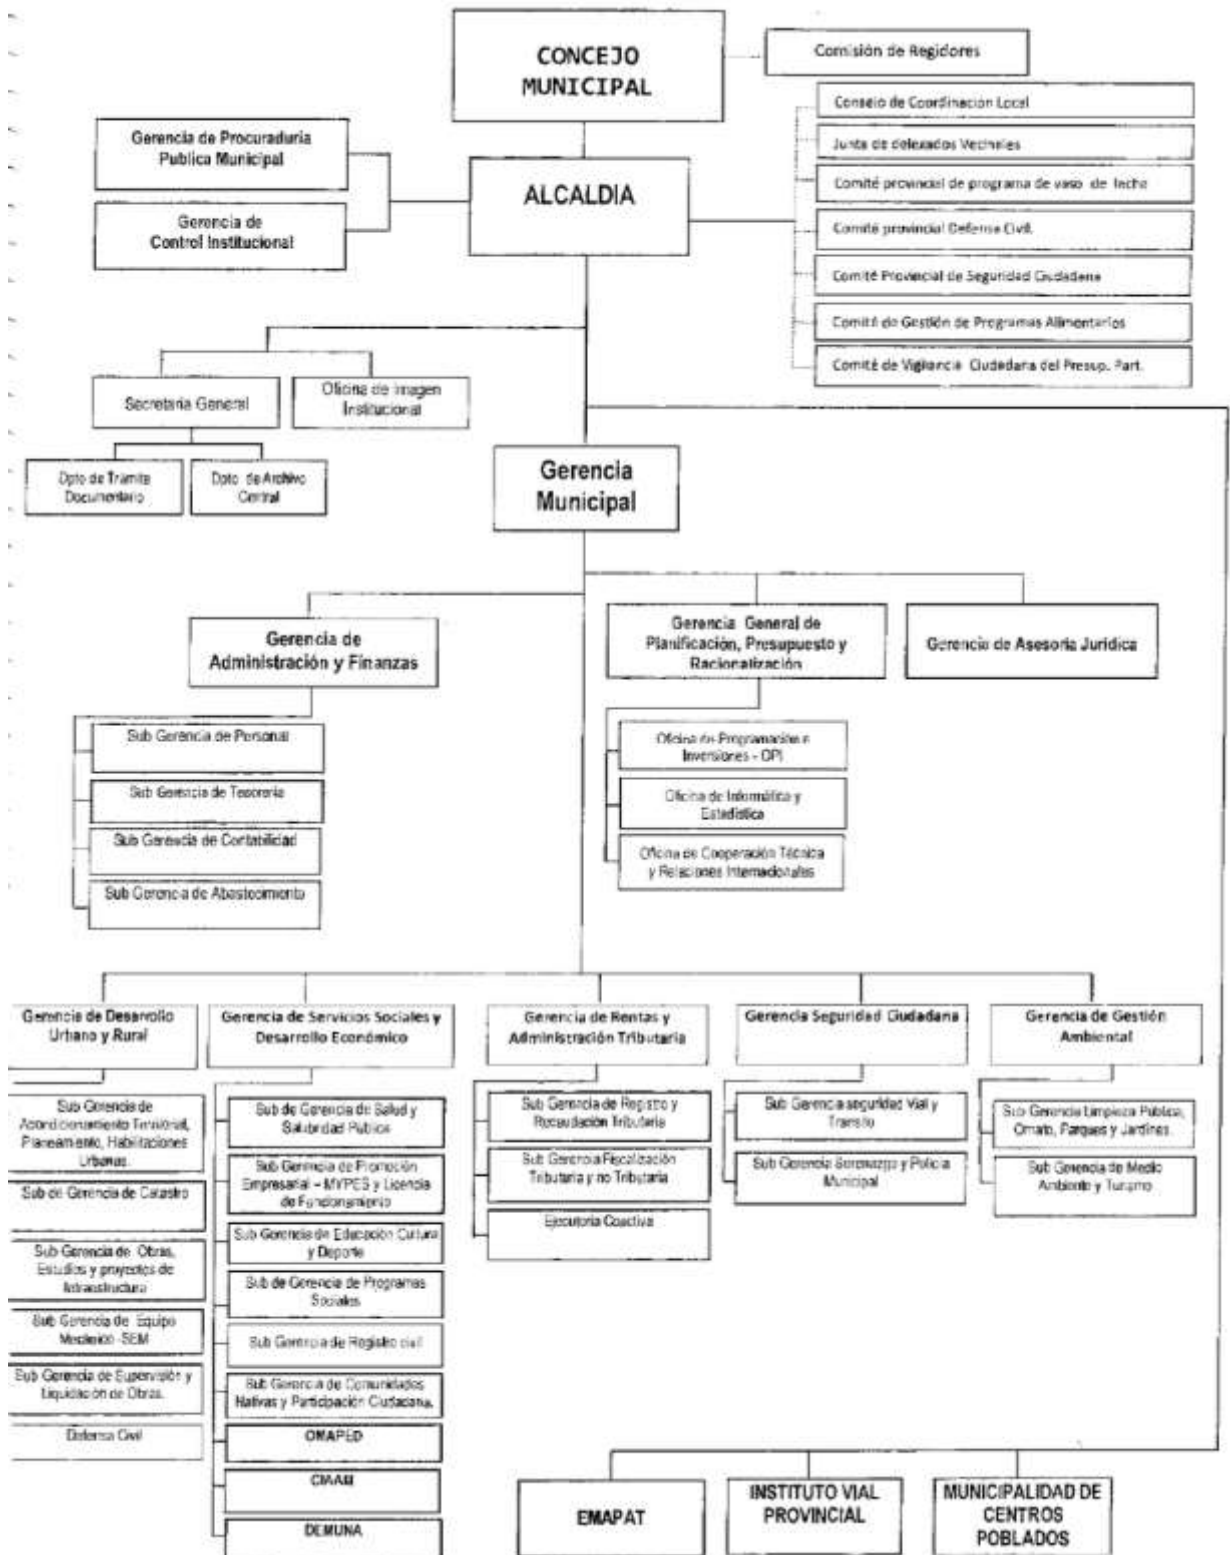 CONCEJO
MUNICIPAL
Comisión de Regidores
Consejo de Coordinación Local
Junta de delegados Vecinales
Comité provincial de programa de vaso de leche
Comité provincial Defensa Civil.
Comité Provincial de Seguridad Ciudadana
Comité de Gestión de Programas Alimentarios
Comité de Vigilancia Ciudadana del Presup. Part.
Gerencia de Procuraduria
Publica Municipal
Gerencia de
Control Institucional
ALCALDIA
Secretaria General
Oficina de Imagen
Institucional
Dpto de Trámite
Documentario
Dpto. de Archivo
Central
Gerencia
Municipal
Gerencia de
Administración y Finanzas
Gerencia General de
Planificación, Presupuesto y
Racionalización
Gerencia de Asesoria Jurídica
Sub Gerencia de Personal
Sub Gerencia de Tesoreria
Sub Gerencia de Contabilidad
Sub Gerencia de Abastecimiento
Oficina de Programación e
Inversiones - OPI
Oficina de Informática y
Estadística
Oficina de Cooperación Técnica
y Relaciones Internacionales
Gerencia de Desarrollo
Urbano y Rural
Sub Gerencia de
Acondicionamiento Territorial,
Planeamiento, Habilitaciones
Urbanas.
Sub de Gerencia de Catastro
Sub Gerencia de Obras,
Estudios y proyectos de
Infraestructura
Sub Gerencia de Equipo
Mecánico -SEM
Sub Gerencia de Supervisión y
Liquidación de Obras.
Defensa Civil
Gerencia de Servicios Sociales y
Desarrollo Económico
Sub de Gerencia de Salud y
Salubridad Publica
Sub Gerencia de Promoción
Empresarial – MYPES y Licencia
de Funcionamiento
Sub Gerencia de Educación Cultura
y Deporte
Sub de Gerencia de Programas
Sociales
Sub Gerencia de Registro civil
Sub Gerencia de Comunidades
Nativas y Participación Ciudadana.
OMAPED
CIAAM
DEMUNA
Gerencia de Rentas y
Administración Tributaria
Sub Gerencia de Registro y
Recaudación Tributaria
Sub Gerencia Fiscalización
Tributaria y no Tributaria
Ejecutoria Coactiva
Gerencia Seguridad Ciudadana
Sub Gerencia seguridad Vial y
Transito
Sub Gerencia Serenazgo y Policía
Municipal
Gerencia de Gestión
Ambiental
Sub Gerencia Limpieza Publica,
Ornato, Parques y Jardines.
Sub Gerencia de Medio
Ambiente y Turismo
EMAPAT
INSTITUTO VIAL
PROVINCIAL
MUNICIPALIDAD DE
CENTROS
POBLADOS